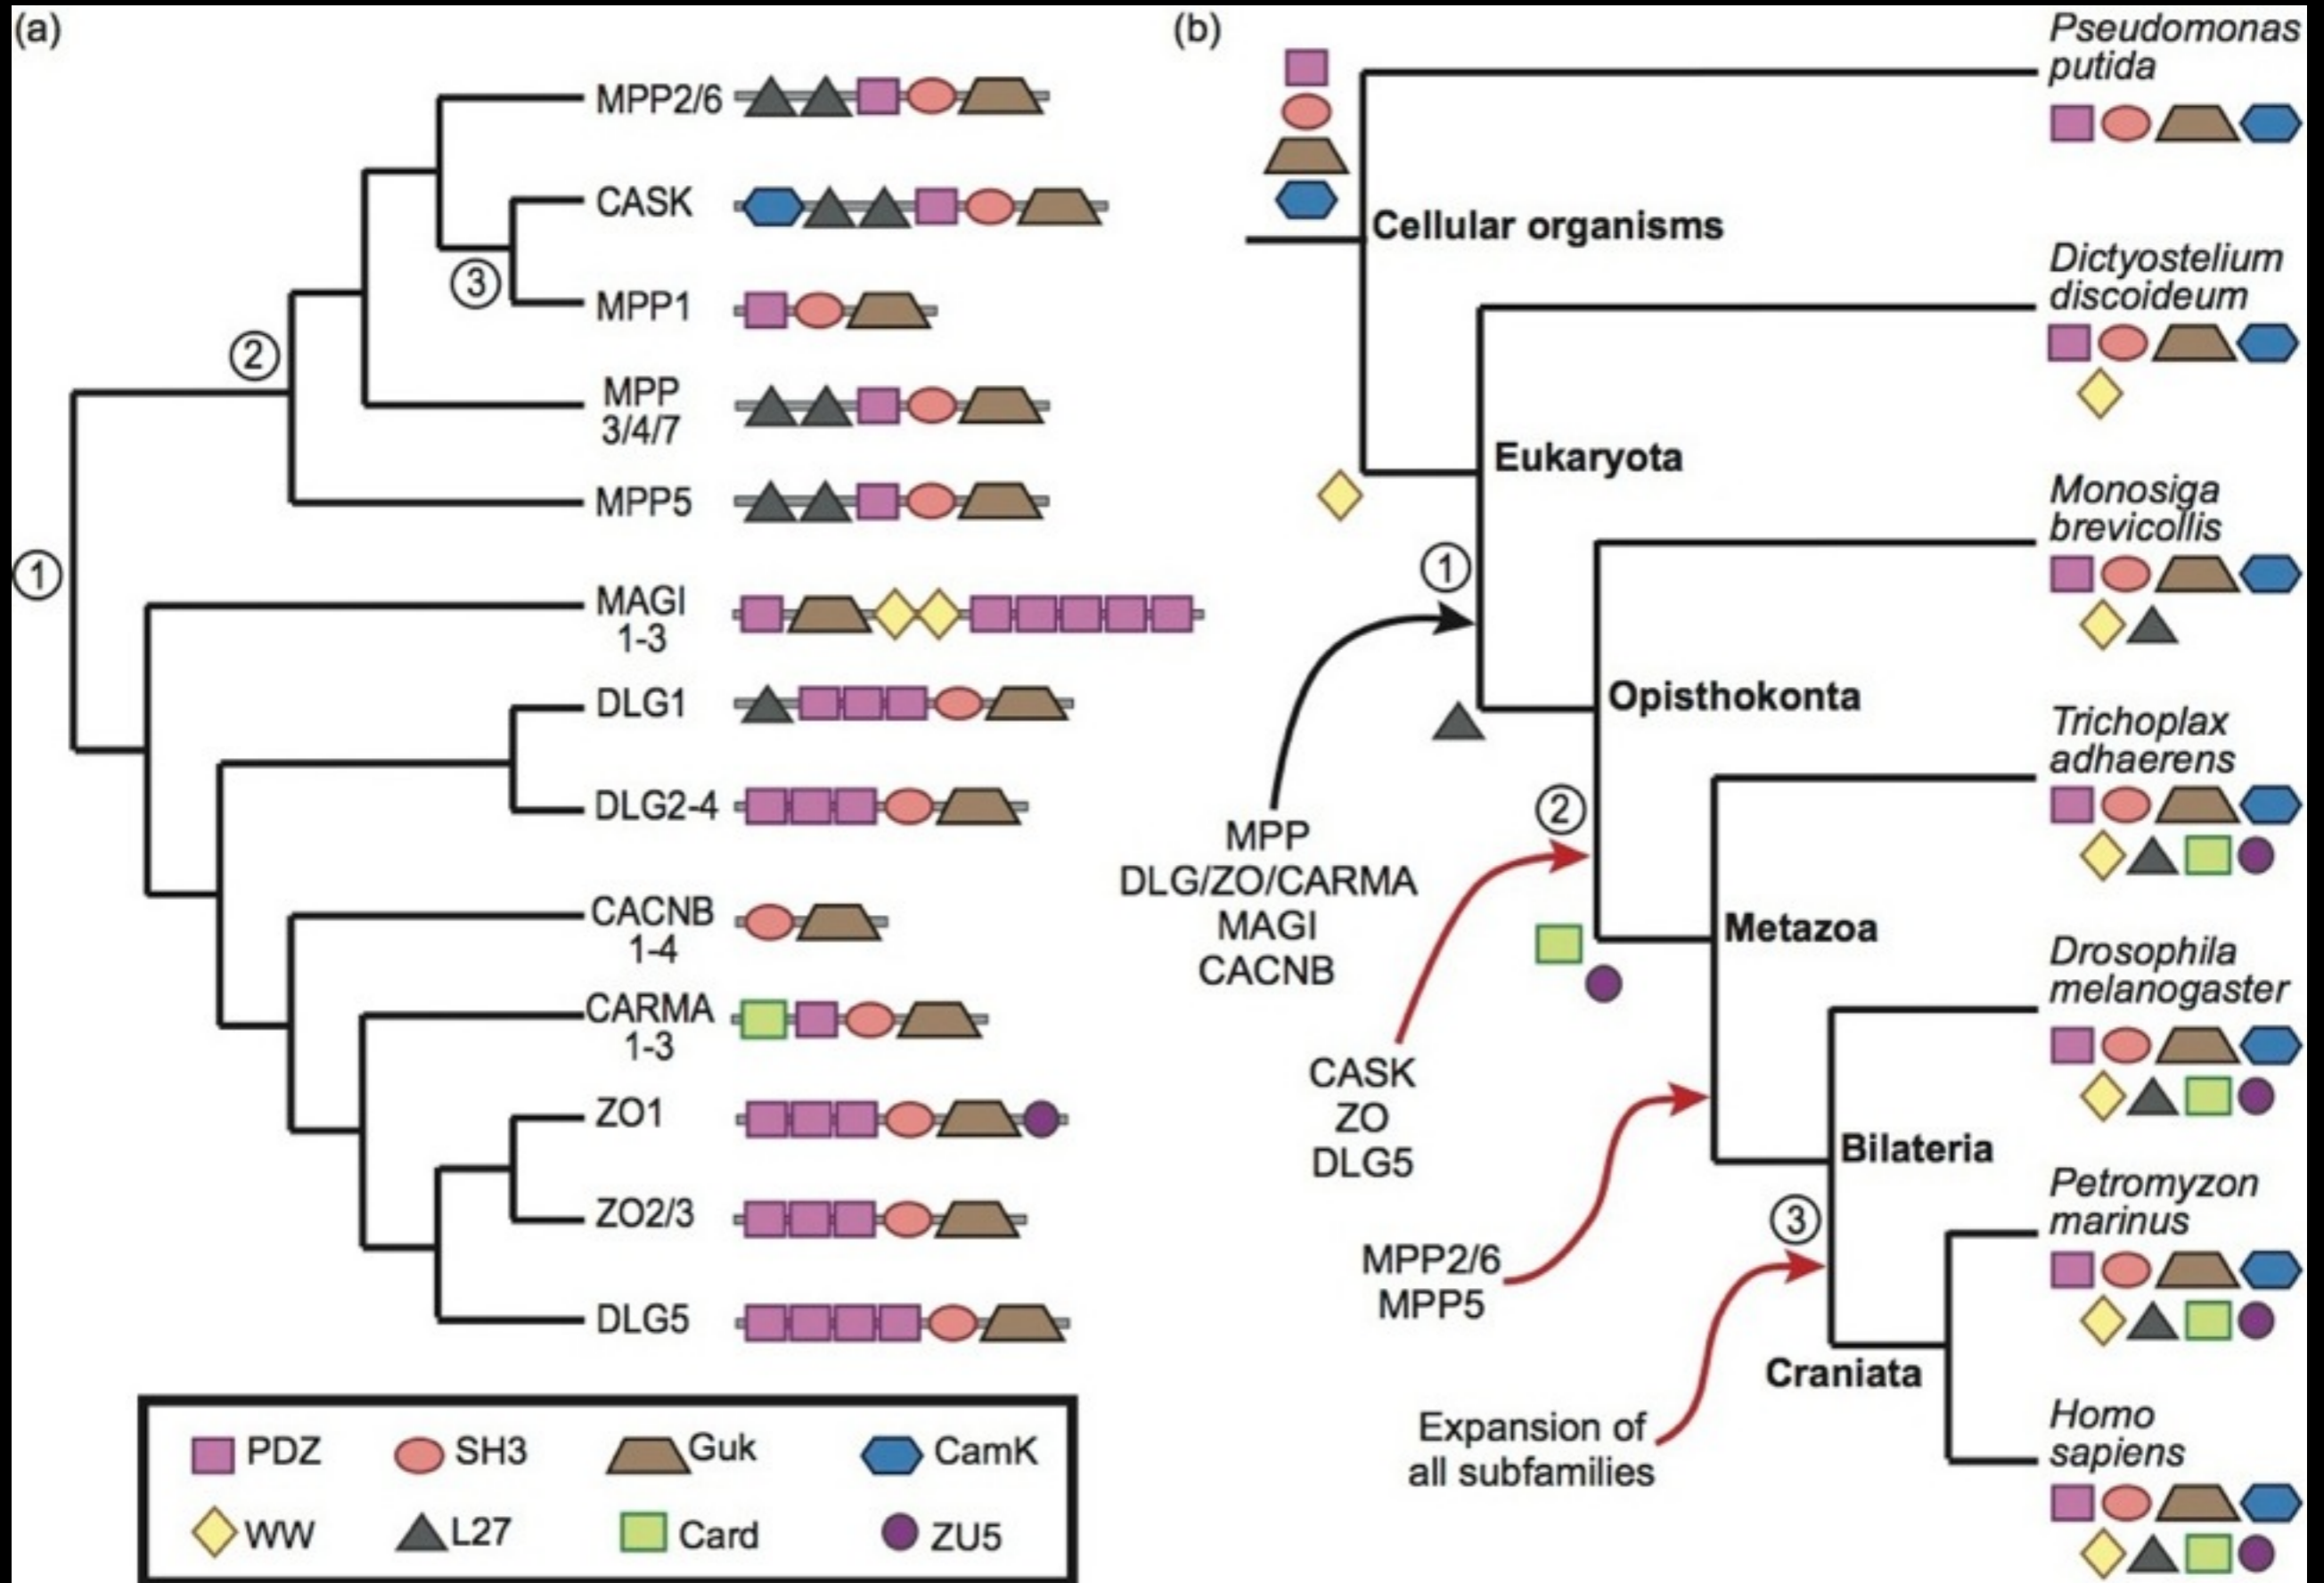 (a)
MPP2/6
CASK
3
MPP1
2
MPP
3/4/7
MPP5
1
MAGI
1-3
DLG1
DLG2-4
CACNB
1-4
CARMA
1-3
ZO1
ZO2/3
DLG5
PDZ
SH3
Guk
CamK
WW
L27
Card
ZU5
(b)
Pseudomonas
putida
Cellular organisms
Dictyostelium
discoideum
Eukaryota
Monosiga
brevicollis
1
Opisthokonta
Trichoplax
adhaerens
2
MPP
DLG/ZO/CARMA
MAGI
CACNB
Metazoa
Drosophila
melanogaster
CASK
ZO
DLG5
Bilateria
Petromyzon
marinus
3
MPP2/6
MPP5
Craniata
Homo
sapiens
Expansion of
all subfamilies